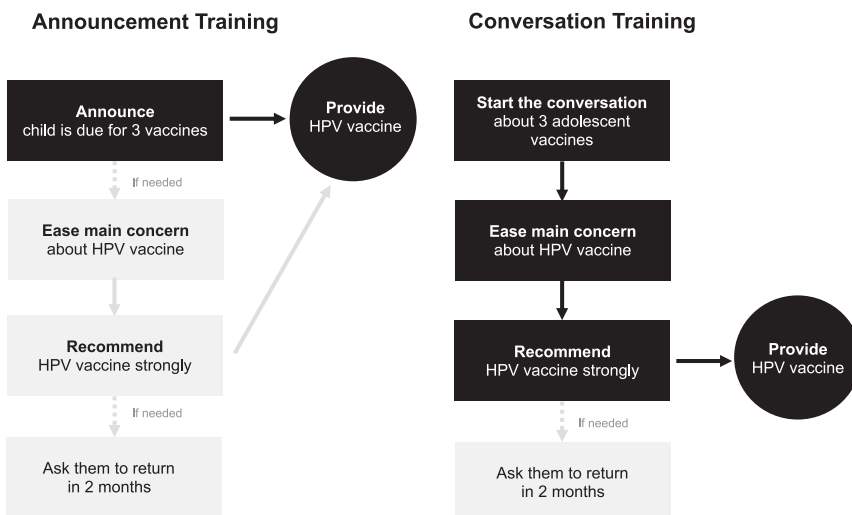 Announcement Training
Announce
child is due for 3 vaccines
Provide
HPV vaccine
If needed
Ease main concern
about HPV vaccine
Recommend
HPV vaccine strongly
If needed
Ask them to return
in 2 months
Conversation Training
Start the conversation
about 3 adolescent
vaccines
Ease main concern
about HPV vaccine
Recommend
HPV vaccine strongly
Provide
HPV vaccine
If needed
Ask them to return
in 2 months